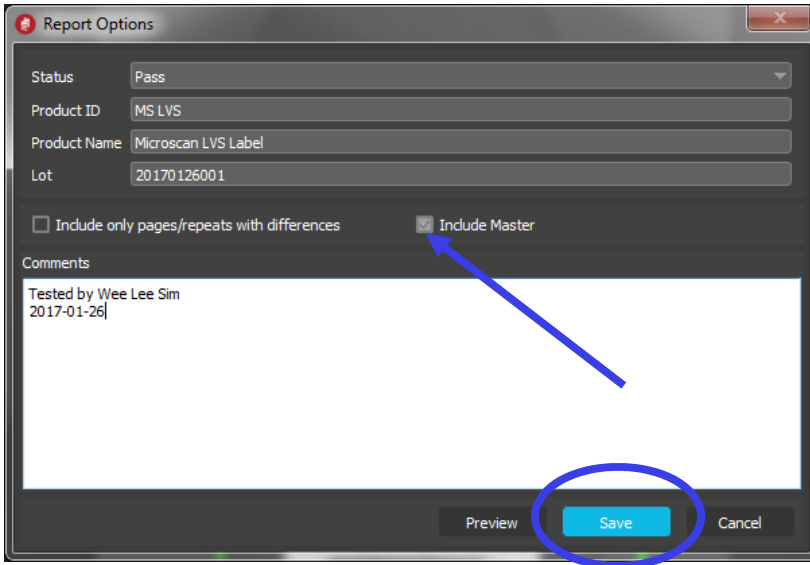 Report Options
Status Pass
Product ID MS LVS
Product Name Microscan LVS Label
Lot 20170126001
Include only pages/repeats with differences Include Master
Comments
Tested by Wee Lee Sim
2017-01-26
Preview Save Cancel